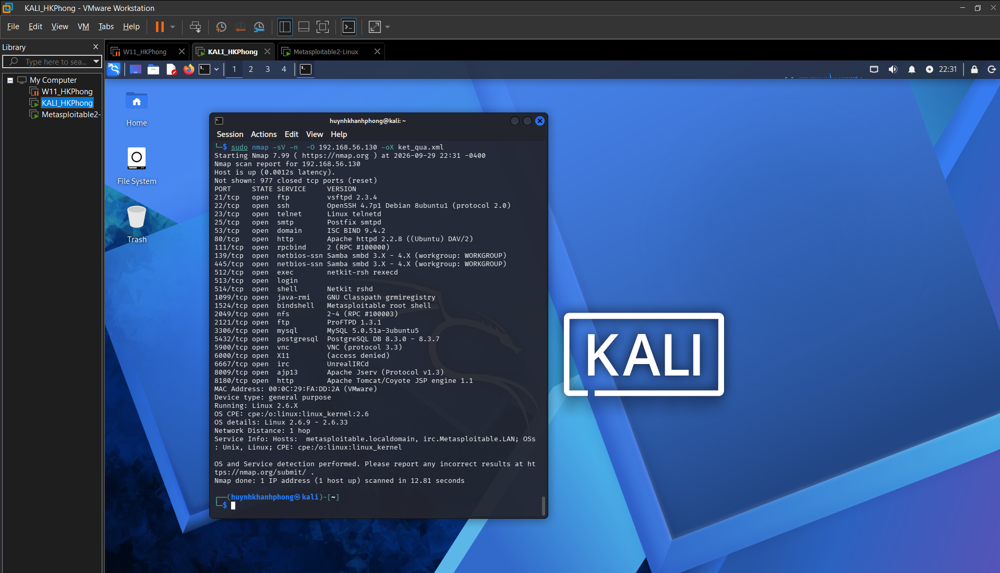 KALI_HKPhong - VMware Workstation
File Edit View VM Tabs Help
Library
Type here to sea...
My Computer
W11_HKPhong
KALI_HKPhong
Metasploitable2-
W11_HKPhong KALI_HKPhong Metasploitable2-Linux
1 2 3 4 22:31
Home
File System
Trash
huynhkhanhphong@kali: ~
Session Actions Edit View Help
└─$ sudo nmap -sV -n  -O 192.168.56.130 -oX ket_qua.xml
Starting Nmap 7.99 ( https://nmap.org ) at 2026-09-29 22:31 -0400
Nmap scan report for 192.168.56.130
Host is up (0.0012s latency).
Not shown: 977 closed tcp ports (reset)
PORT     STATE SERVICE     VERSION
21/tcp   open  ftp         vsftpd 2.3.4
22/tcp   open  ssh         OpenSSH 4.7p1 Debian 8ubuntu1 (protocol 2.0)
23/tcp   open  telnet      Linux telnetd
25/tcp   open  smtp        Postfix smtpd
53/tcp   open  domain      ISC BIND 9.4.2
80/tcp   open  http        Apache httpd 2.2.8 ((Ubuntu) DAV/2)
111/tcp  open  rpcbind     2 (RPC #100000)
139/tcp  open  netbios-ssn Samba smbd 3.X - 4.X (workgroup: WORKGROUP)
445/tcp  open  netbios-ssn Samba smbd 3.X - 4.X (workgroup: WORKGROUP)
512/tcp  open  exec        netkit-rsh rexecd
513/tcp  open  login
514/tcp  open  shell       Netkit rshd
1099/tcp open  java-rmi    GNU Classpath grmiregistry
1524/tcp open  bindshell   Metasploitable root shell
2049/tcp open  nfs         2-4 (RPC #100003)
2121/tcp open  ftp         ProFTPD 1.3.1
3306/tcp open  mysql       MySQL 5.0.51a-3ubuntu5
5432/tcp open  postgresql  PostgreSQL DB 8.3.0 - 8.3.7
5900/tcp open  vnc         VNC (protocol 3.3)
6000/tcp open  X11         (access denied)
6667/tcp open  irc         UnrealIRCd
8009/tcp open  ajp13       Apache Jserv (Protocol v1.3)
8180/tcp open  http        Apache Tomcat/Coyote JSP engine 1.1
MAC Address: 00:0C:29:FA:DD:2A (VMware)
Device type: general purpose
Running: Linux 2.6.X
OS CPE: cpe:/o:linux:linux_kernel:2.6
OS details: Linux 2.6.9 - 2.6.33
Network Distance: 1 hop
Service Info: Hosts:  metasploitable.localdomain, irc.Metasploitable.LAN; OSs
: Unix, Linux; CPE: cpe:/o:linux:linux_kernel
OS and Service detection performed. Please report any incorrect results at ht
tps://nmap.org/submit/ .
Nmap done: 1 IP address (1 host up) scanned in 12.81 seconds
┌──(huynhkhanhphong㉿kali)-[~]
└─$
KALI